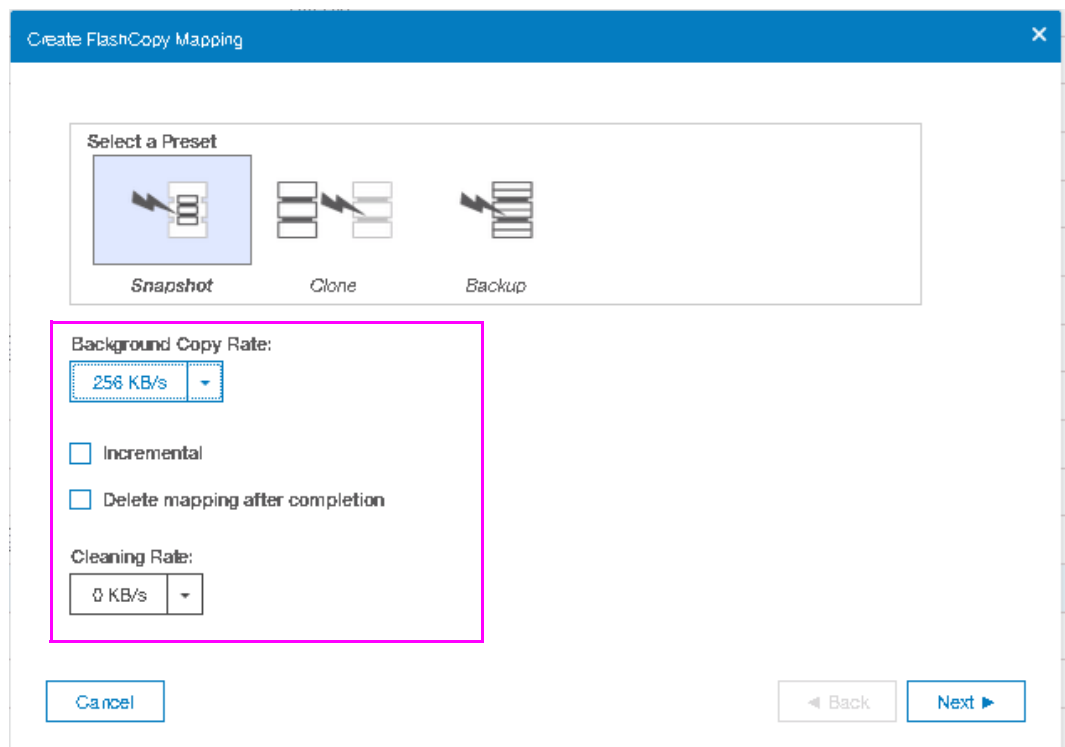 Create FlashCopy Mapping
Select a Preset
Snapshot Clone Backup
Background Copy Rate:
256 KB/s
Incremental
Delete mapping after completion
Cleaning Rate:
0 KB/s
Cancel Back Next